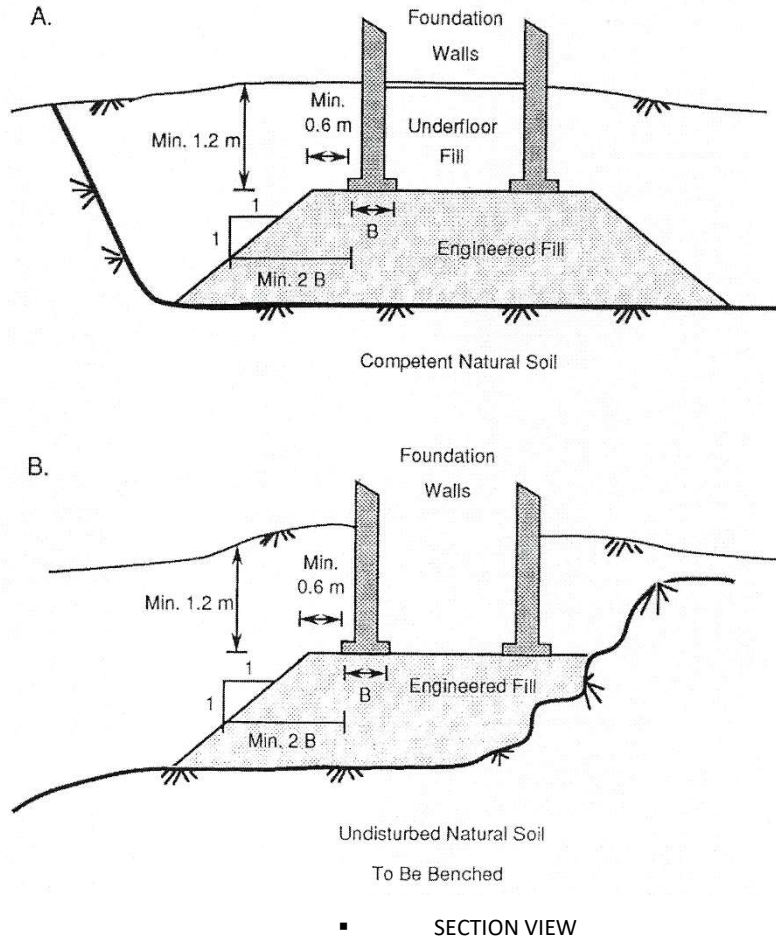 A.
Foundation
Walls
Min.
0.6 m
Min. 1.2 m
Underfloor
Fill
1
1
B
Engineered Fill
Min. 2 B
Competent Natural Soil
B.
Foundation
Walls
Min.
0.6 m
Min. 1.2 m
1
1
B
Engineered Fill
Min. 2 B
Undisturbed Natural Soil
To Be Benched
▪ SECTION VIEW